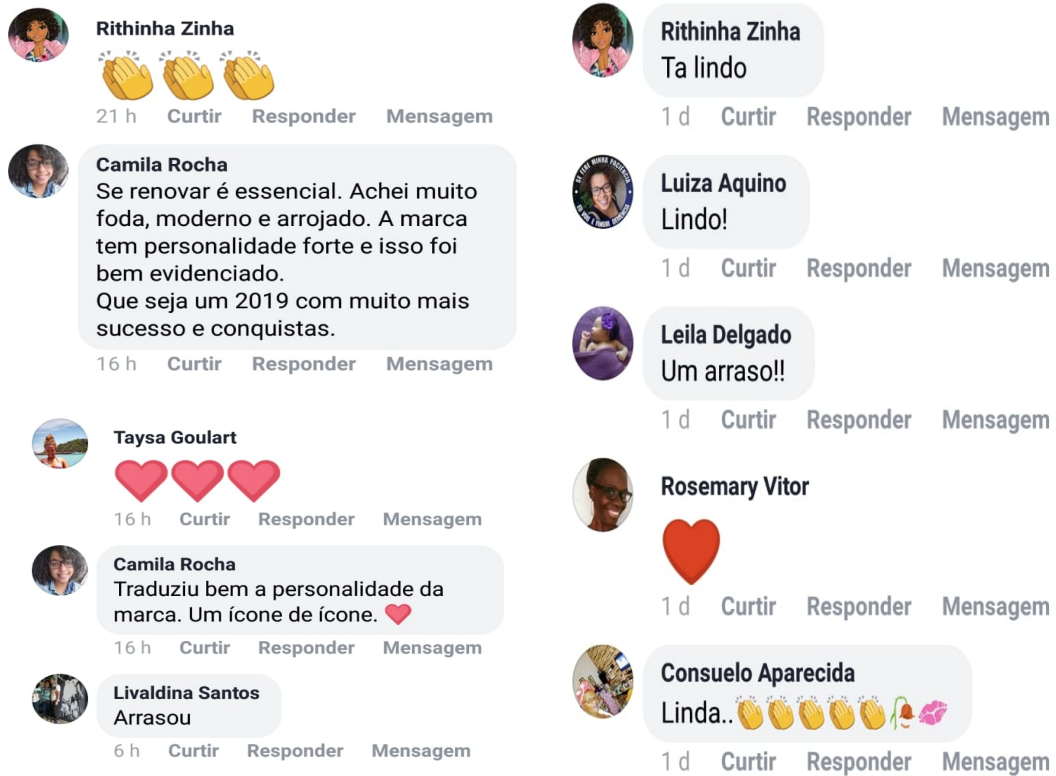 Rithinha Zinha
👏👏👏
21 h Curtir Responder Mensagem
Camila Rocha
Se renovar é essencial. Achei muito
foda, moderno e arrojado. A marca
tem personalidade forte e isso foi
bem evidenciado.
Que seja um 2019 com muito mais
sucesso e conquistas.
16 h Curtir Responder Mensagem
Taysa Goulart
❤❤❤
16 h Curtir Responder Mensagem
Camila Rocha
Traduziu bem a personalidade da
marca. Um ícone de ícone. ❤
16 h Curtir Responder Mensagem
Livaldina Santos
Arrasou
6 h Curtir Responder Mensagem
Rithinha Zinha
Ta lindo
1 d Curtir Responder Mensagem
Luiza Aquino
Lindo!
1 d Curtir Responder Mensagem
Leila Delgado
Um arraso!!
1 d Curtir Responder Mensagem
Rosemary Vitor
❤
1 d Curtir Responder Mensagem
Consuelo Aparecida
Linda..👏👏👏👏👏🥀💋
1 d Curtir Responder Mensagem